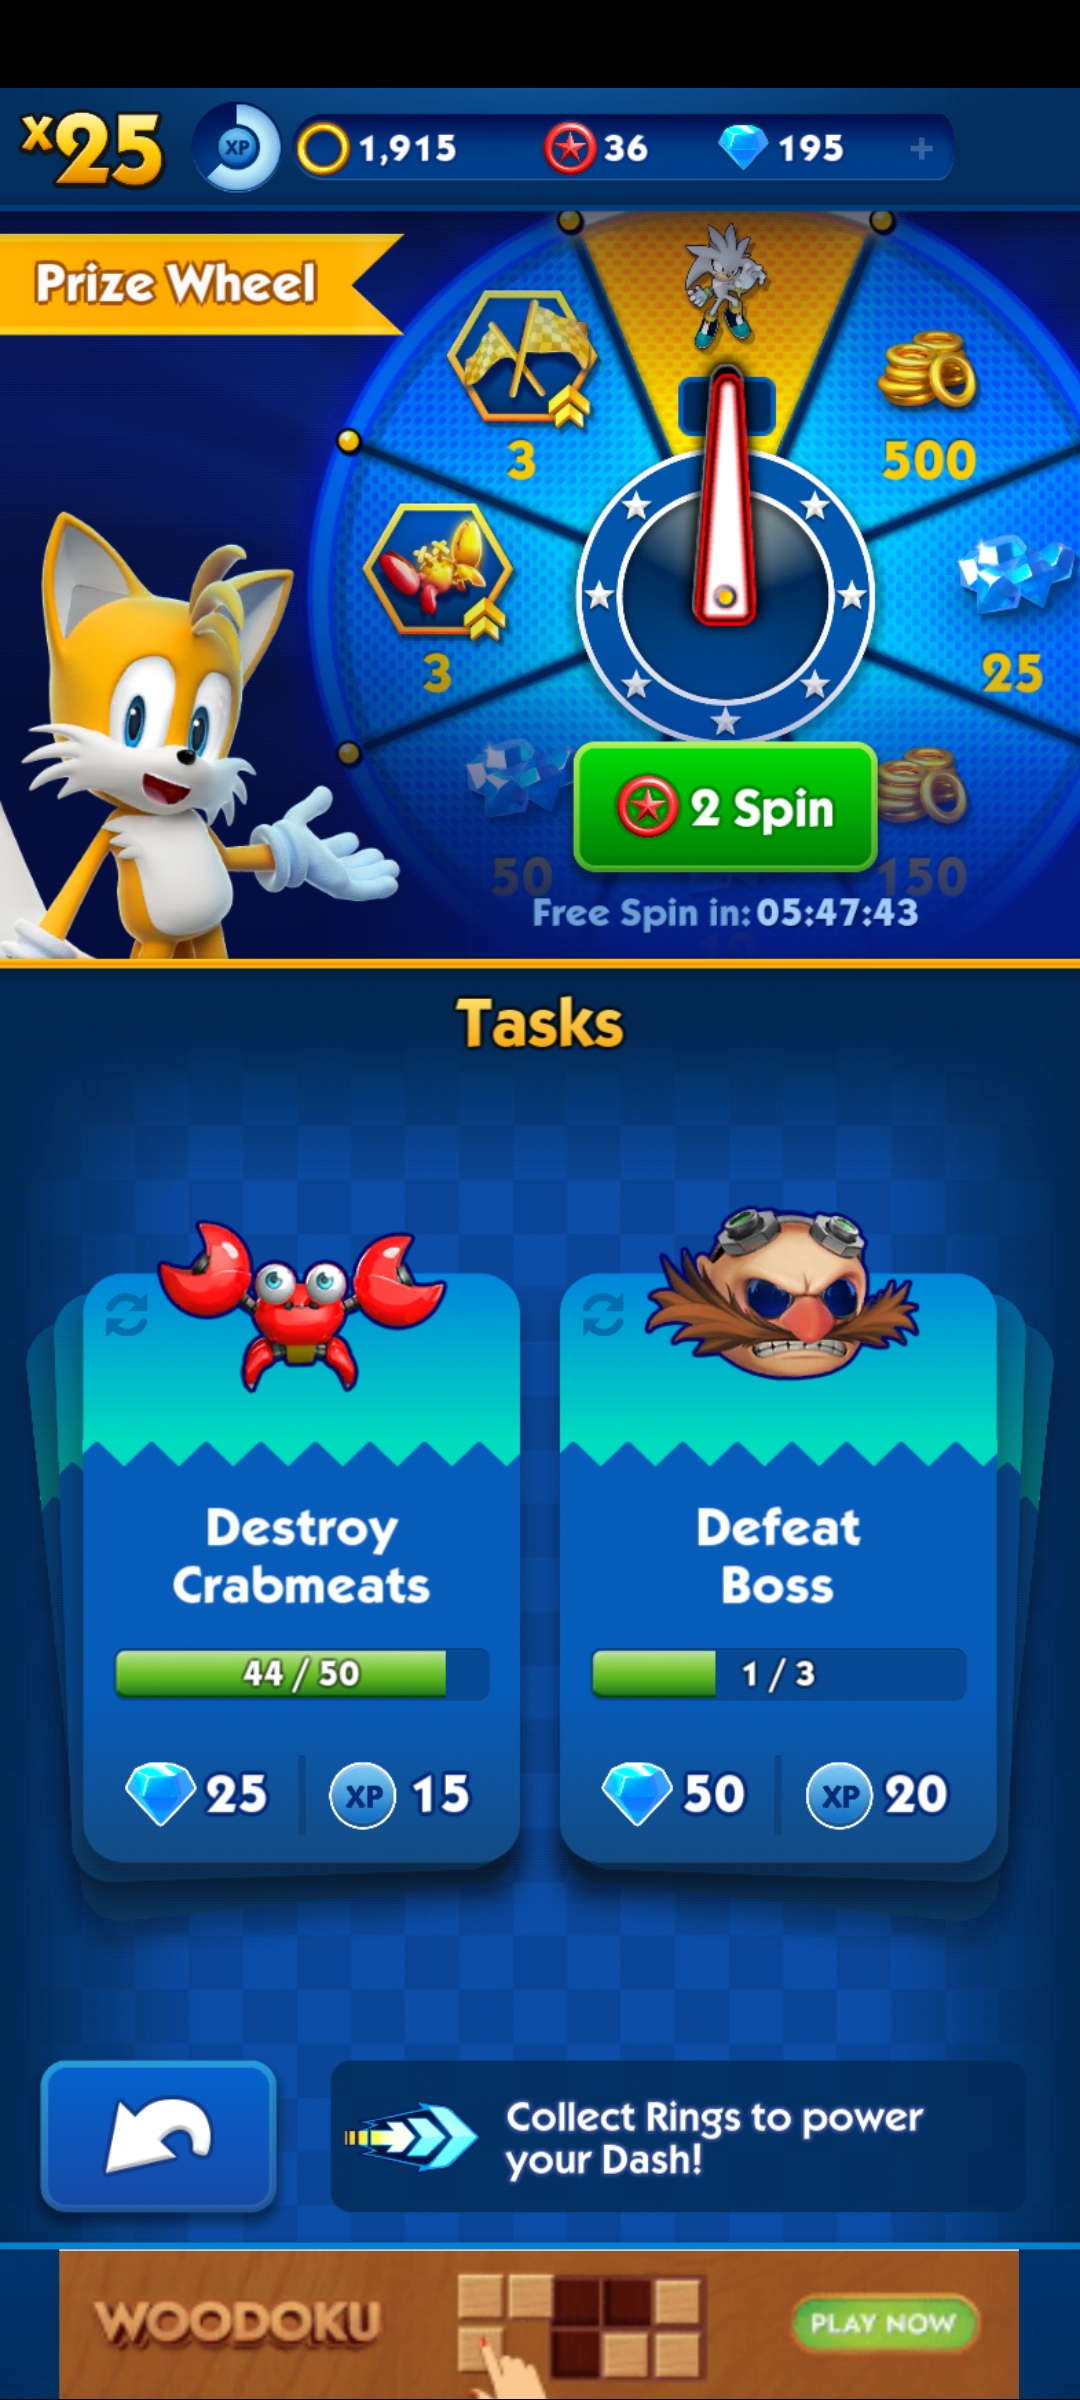 x25
XP
1,915
36
195
+
Prize Wheel
3
500
3
25
2 Spin
50
150
Free Spin in: 05:47:43
10
Tasks
Destroy
Crabmeats
44 / 50
25
XP
15
Defeat
Boss
1 / 3
50
XP
20
Collect Rings to power
your Dash!
WOODOKU
PLAY NOW